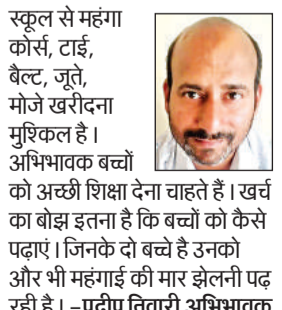 स्कूल से महंगा
कोर्स, टाई,
बैल्ट, जूते,
मोजे खरीदना
मुश्किल है।
अभिभावक बच्चों
को अच्छी शिक्षा देना चाहते हैं। खर्च
का बोझ इतना है कि बच्चों को कैसे
पढ़ाएं। जिनके दो बच्चे है उनको
और भी महंगाई की मार झेलनी पढ़
रही है। –प्रदीप तिवारी अभिभावक